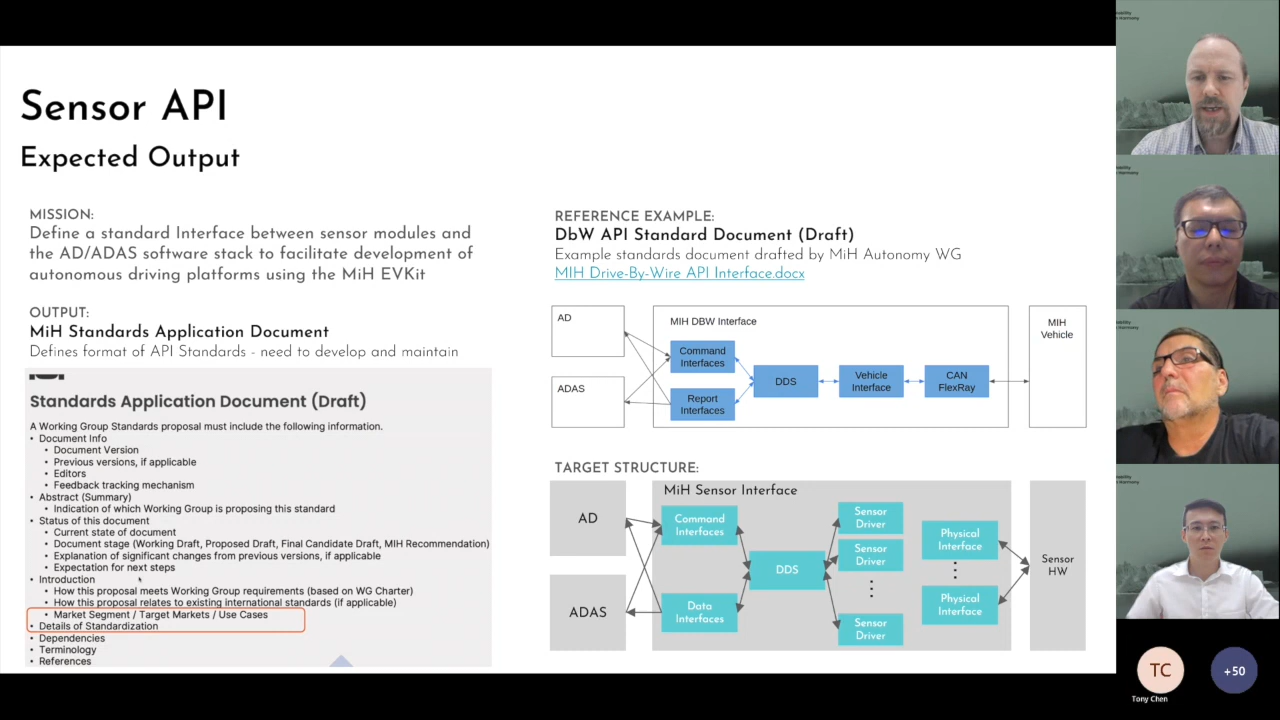 Sensor API
Expected Output
MISSION:
Define a standard Interface between sensor modules and
the AD/ADAS software stack to facilitate development of
autonomous driving platforms using the MiH EVKit
OUTPUT:
MiH Standards Application Document
Defines format of API Standards - need to develop and maintain
Standards Application Document (Draft)
A Working Group Standards proposal must include the following information.
• Document Info
• Document Version
• Previous versions, if applicable
• Editors
• Feedback tracking mechanism
• Abstract (Summary)
• Indication of which Working Group is proposing this standard
• Status of this document
• Current state of document
• Document stage (Working Draft, Proposed Draft, Final Candidate Draft, MIH Recommendation)
• Explanation of significant changes from previous versions, if applicable
• Expectation for next steps
• Introduction
• How this proposal meets Working Group requirements (based on WG Charter)
• How this proposal relates to existing international standards (if applicable)
• Market Segment / Target Markets / Use Cases
• Details of Standardization
• Dependencies
• Terminology
• References
REFERENCE EXAMPLE:
DbW API Standard Document (Draft)
Example standards document drafted by MiH Autonomy WG
MIH Drive-By-Wire API Interface.docx
AD
ADAS
MIH DBW Interface
Command
Interfaces
Report
Interfaces
DDS
Vehicle
Interface
CAN
FlexRay
MIH
Vehicle
TARGET STRUCTURE:
MiH Sensor Interface
AD
ADAS
Command
Interfaces
Data
Interfaces
DDS
Sensor
Driver
Sensor
Driver
Sensor
Driver
Physical
Interface
Physical
Interface
Sensor
HW
TC
Tony Chen
+50